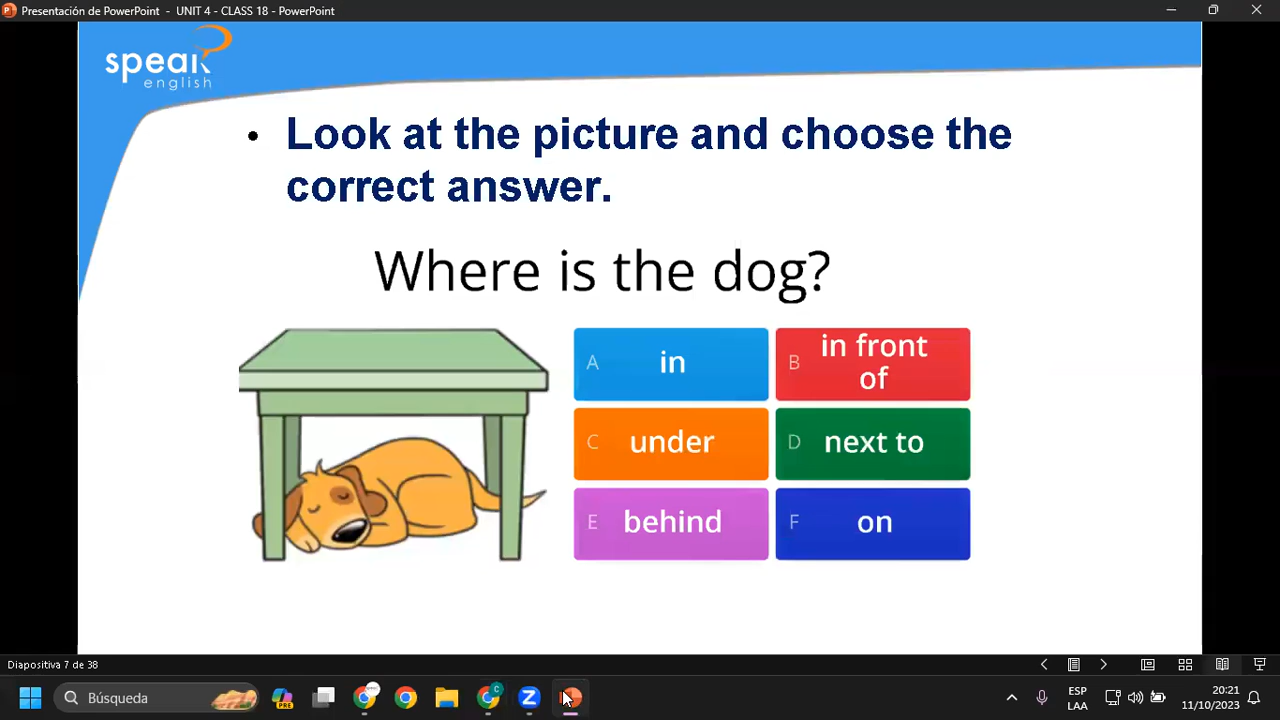 Presentación de PowerPoint - UNIT 4 - CLASS 18 - PowerPoint
speak
english
• Look at the picture and choose the
correct answer.
Where is the dog?
A in
B in front
of
C under
D next to
E behind
F on
Diapositiva 7 de 38
Búsqueda
PRE
C
Z
ESP
LAA
20:21
11/10/2023